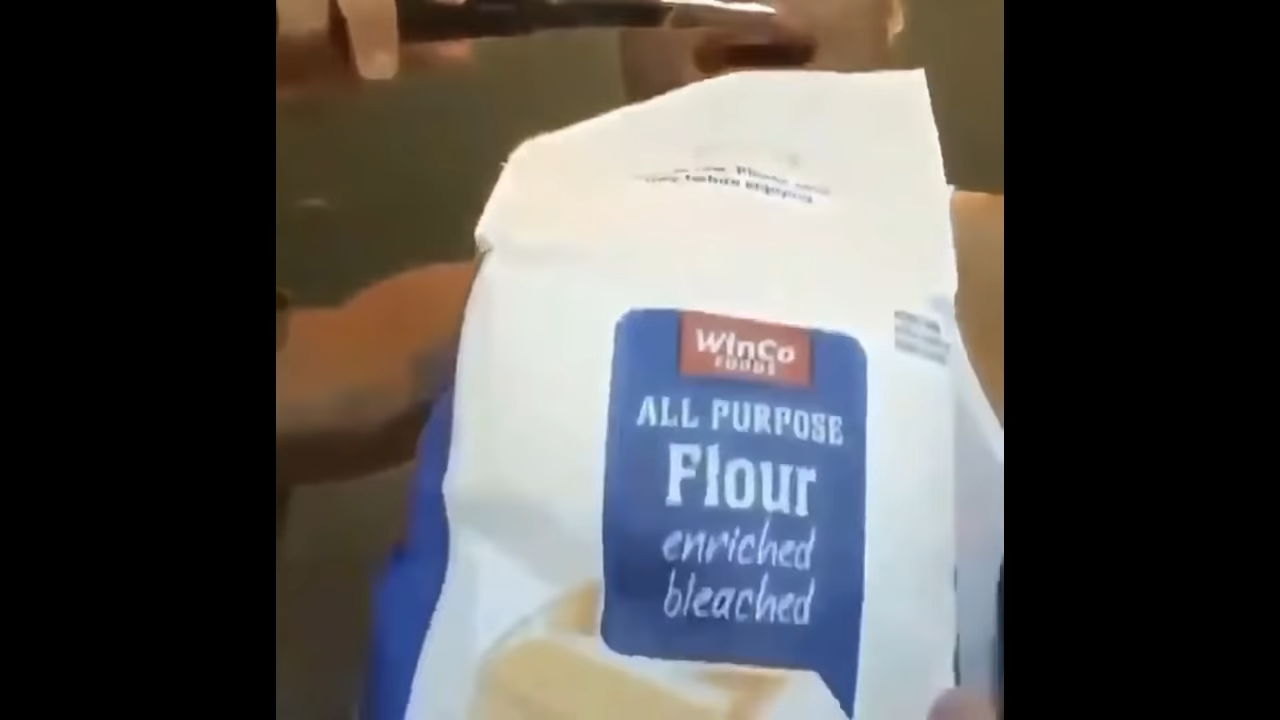 WinCo
FOODS
ALL PURPOSE
Flour
enriched
bleached